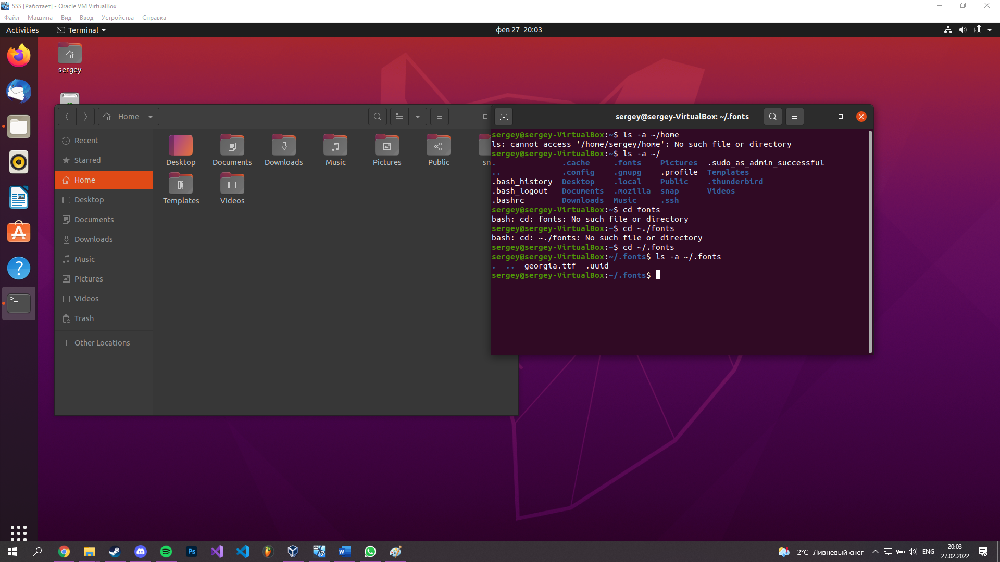 SSS [Работает] - Oracle VM VirtualBox
Файл Машина Вид Ввод Устройства Справка
Activities Terminal фев 27 20:03
sergey
Home
Recent
Starred
Home
Desktop
Documents
Downloads
Music
Pictures
Videos
Trash
Other Locations
Desktop Documents Downloads Music Pictures Public sn
Templates Videos
sergey@sergey-VirtualBox: ~/.fonts
sergey@sergey-VirtualBox:~$ ls -a ~/home
ls: cannot access '/home/sergey/home': No such file or directory
sergey@sergey-VirtualBox:~$ ls -a ~/
. .cache .fonts Pictures .sudo_as_admin_successful
.. .config .gnupg .profile Templates
.bash_history Desktop .local Public .thunderbird
.bash_logout Documents .mozilla snap Videos
.bashrc Downloads Music .ssh
sergey@sergey-VirtualBox:~$ cd fonts
bash: cd: fonts: No such file or directory
sergey@sergey-VirtualBox:~$ cd ~./fonts
bash: cd: ~./fonts: No such file or directory
sergey@sergey-VirtualBox:~$ cd ~/.fonts
sergey@sergey-VirtualBox:~/.fonts$ ls -a ~/.fonts
. .. georgia.ttf .uuid
sergey@sergey-VirtualBox:~/.fonts$
-2°C Ливневый снег ENG 20:03
27.02.2022